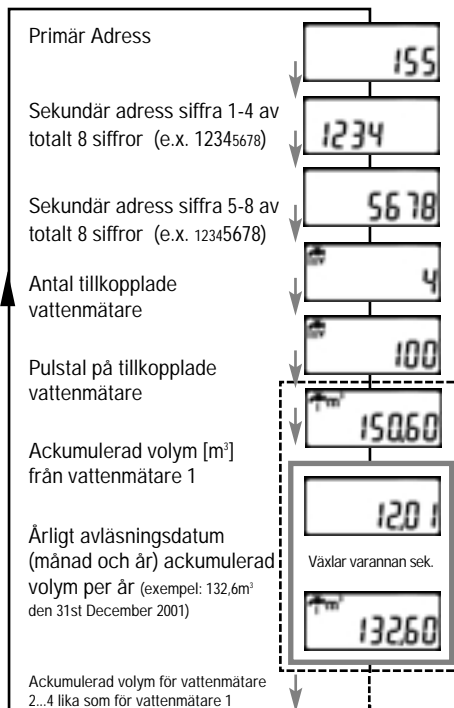 Primär Adress
155
Sekundär adress siffra 1-4 av
totalt 8 siffror (e.x. 12345678)
1234
Sekundär adress siffra 5-8 av
totalt 8 siffror (e.x. 12345678)
5678
Antal tillkopplade
vattenmätare
4
Pulstal på tillkopplade
vattenmätare
100
Ackumulerad volym [m³]
från vattenmätare 1
m³
150,60
Årligt avläsningsdatum
(månad och år) ackumulerad
volym per år (exempel: 132,6m³
den 31st December 2001)
12,01
Växlar varannan sek.
m³
132,60
Ackumulerad volym för vattenmätare
2...4 lika som för vattenmätare 1